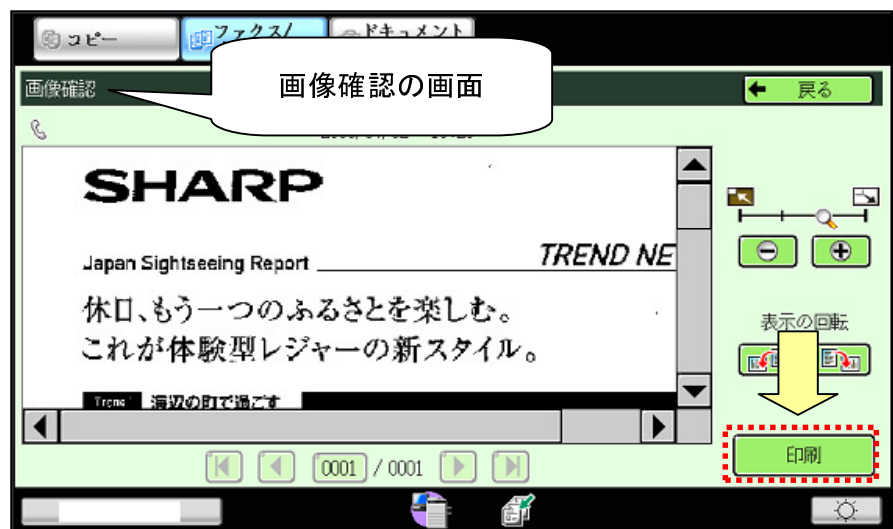 コピー
ファクス/
ドキュメント
画像確認の画面
画像確認
戻る
SHARP
Japan Sightseeing Report
TREND NE
休日、もう一つのふるさとを楽しむ。
これが体験型レジャーの新スタイル。
Trend 海辺の町で過ごす
表示の回転
0001 / 0001
印刷